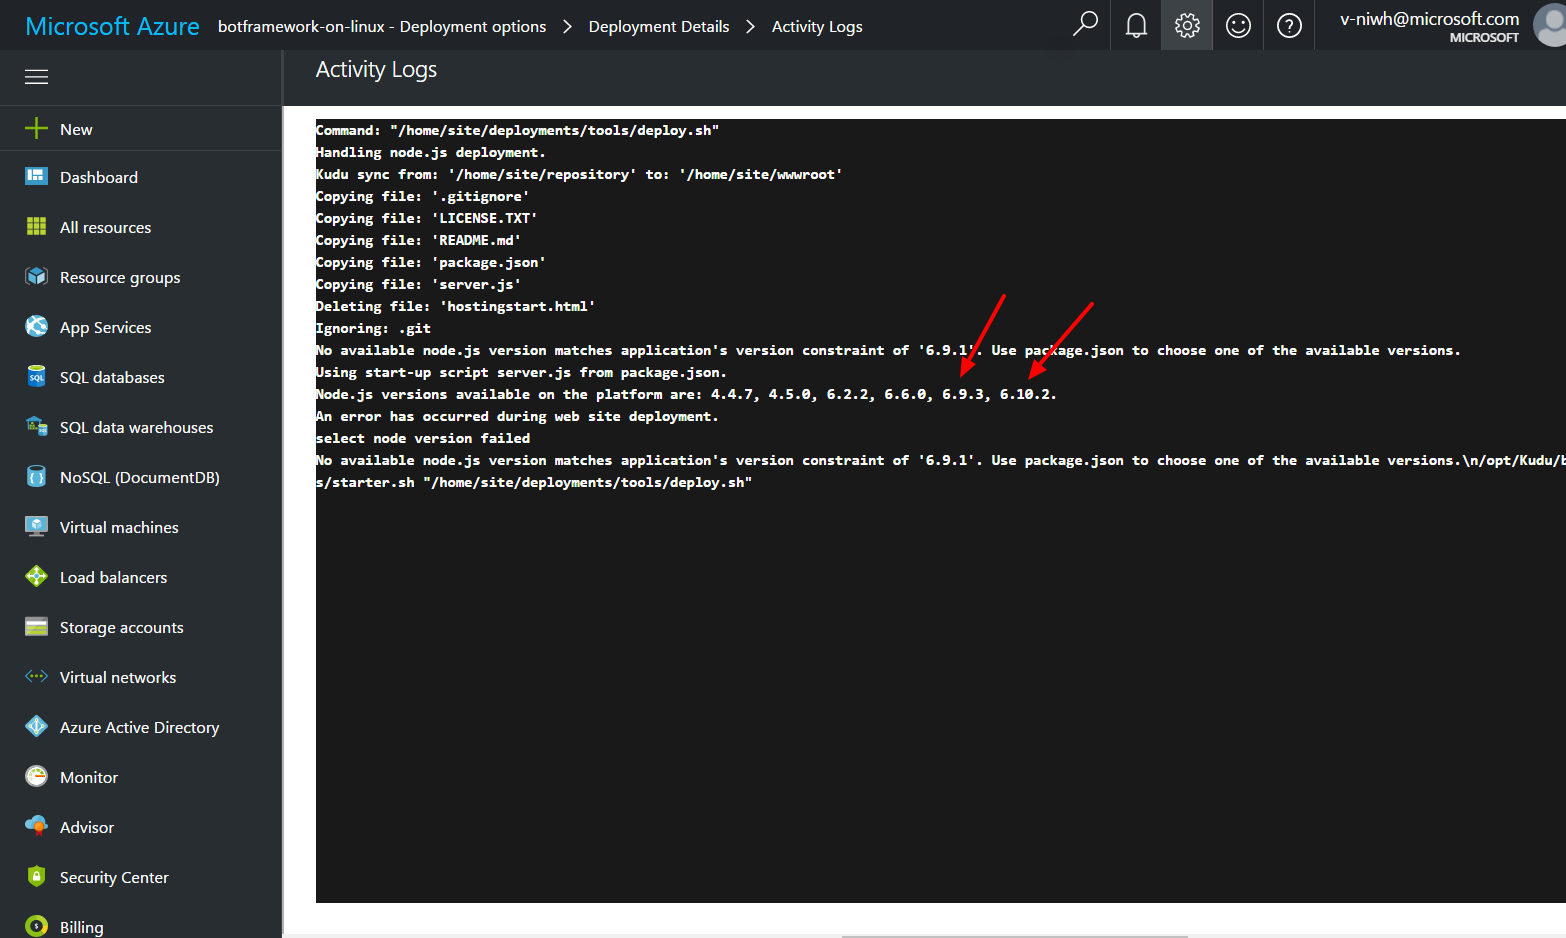 Microsoft Azure botframework-on-linux - Deployment options > Deployment Details > Activity Logs
v-niwh@microsoft.com
MICROSOFT
Activity Logs
New
Dashboard
All resources
Resource groups
App Services
SQL databases
SQL data warehouses
NoSQL (DocumentDB)
Virtual machines
Load balancers
Storage accounts
Virtual networks
Azure Active Directory
Monitor
Advisor
Security Center
Billing
Command: "/home/site/deployments/tools/deploy.sh"
Handling node.js deployment.
Kudu sync from: '/home/site/repository' to: '/home/site/wwwroot'
Copying file: '.gitignore'
Copying file: 'LICENSE.TXT'
Copying file: 'README.md'
Copying file: 'package.json'
Copying file: 'server.js'
Deleting file: 'hostingstart.html'
Ignoring: .git
No available node.js version matches application's version constraint of '6.9.1'. Use package.json to choose one of the available versions.
Using start-up script server.js from package.json.
Node.js versions available on the platform are: 4.4.7, 4.5.0, 6.2.2, 6.6.0, 6.9.3, 6.10.2.
An error has occurred during web site deployment.
select node version failed
No available node.js version matches application's version constraint of '6.9.1'. Use package.json to choose one of the available versions.\n/opt/Kudu/b
s/starter.sh "/home/site/deployments/tools/deploy.sh"